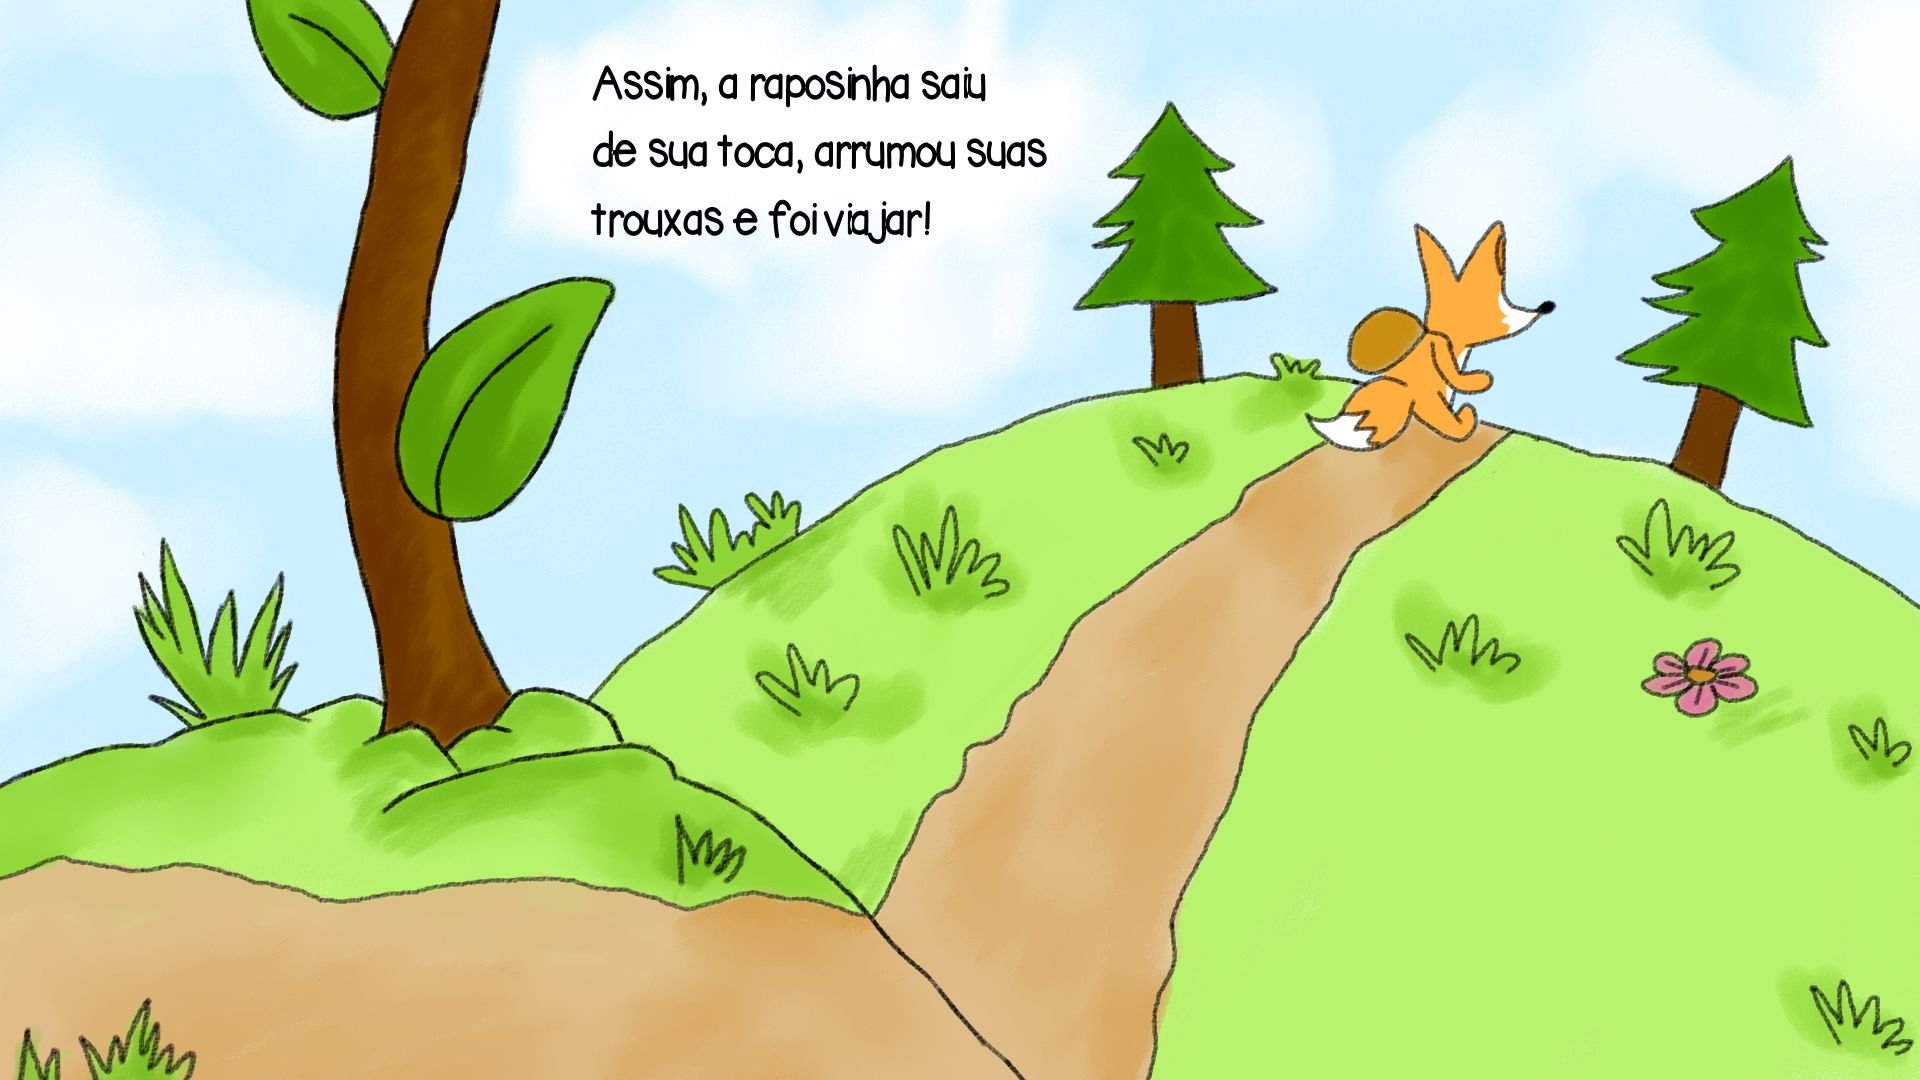 Assim, a raposinha saiu
de sua toca, arrumou suas
trouxas e foi viajar!